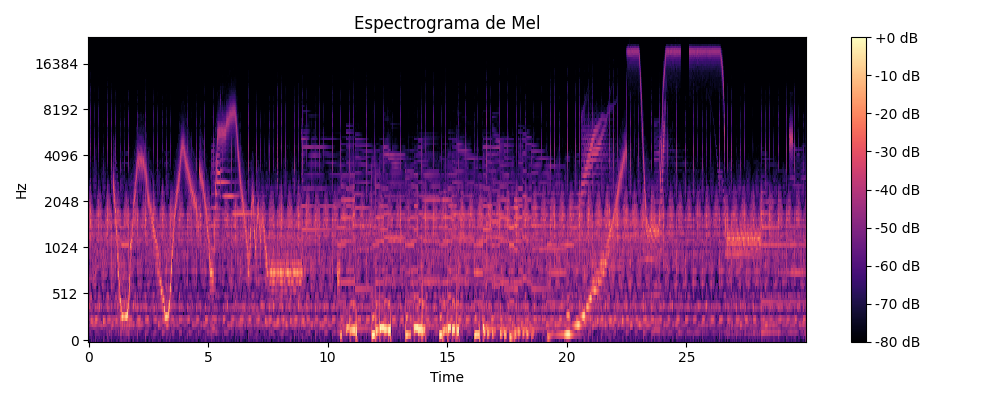 Espectrograma de Mel
Hz
16384
8192
4096
2048
1024
512
0
0 5 10 15 20 25
Time
+0 dB
-10 dB
-20 dB
-30 dB
-40 dB
-50 dB
-60 dB
-70 dB
-80 dB